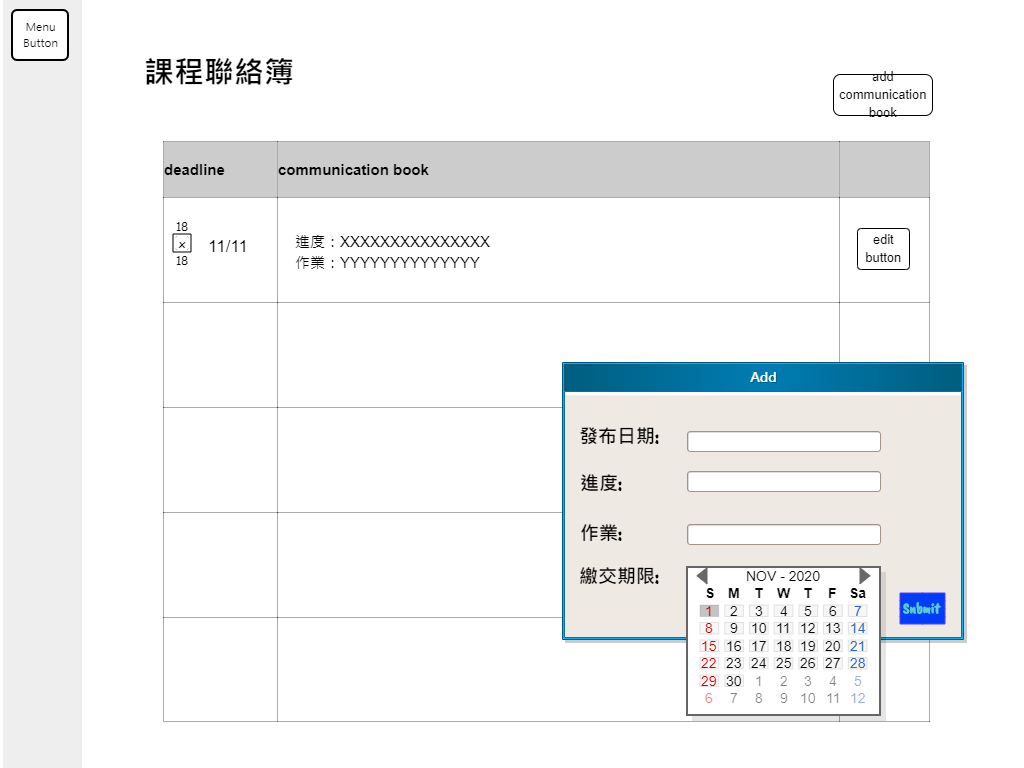 Menu
Button
課程聯絡簿
add
communication
book
deadline
communication book
18
x
18
11/11
進度：XXXXXXXXXXXXXXX
作業：YYYYYYYYYYYYYY
edit
button
Add
發布日期:
進度:
作業:
繳交期限:
NOV - 2020
S M T W T F Sa
1 2 3 4 5 6 7
8 9 10 11 12 13 14
15 16 17 18 19 20 21
22 23 24 25 26 27 28
29 30 1 2 3 4 5
6 7 8 9 10 11 12
Submit